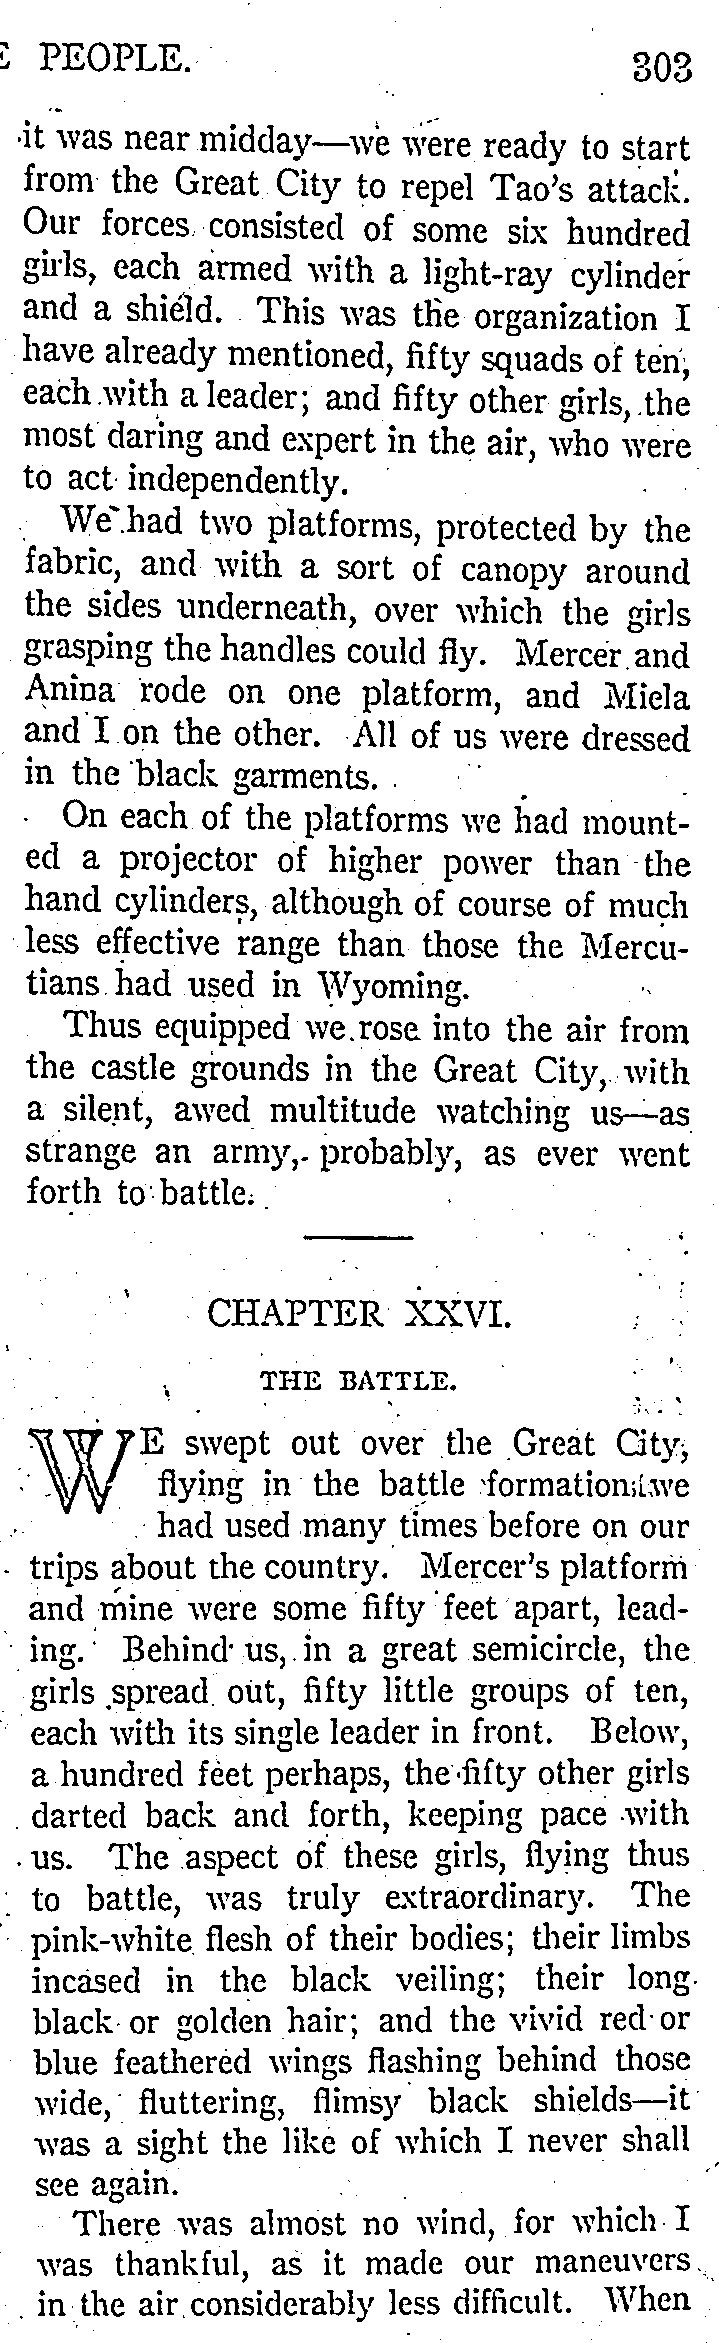 PEOPLE. 303
it was near midday—we were ready to start
from the Great City to repel Tao's attack.
Our forces consisted of some six hundred
girls, each armed with a light-ray cylinder
and a shield. This was the organization I
have already mentioned, fifty squads of ten,
each with a leader; and fifty other girls, the
most daring and expert in the air, who were
to act independently.
We had two platforms, protected by the
fabric, and with a sort of canopy around
the sides underneath, over which the girls
grasping the handles could fly. Mercer and
Anina rode on one platform, and Miela
and I on the other. All of us were dressed
in the black garments.
On each of the platforms we had mount-
ed a projector of higher power than the
hand cylinders, although of course of much
less effective range than those the Mercu-
tians had used in Wyoming.
Thus equipped we rose into the air from
the castle grounds in the Great City, with
a silent, awed multitude watching us—as
strange an army, probably, as ever went
forth to battle.
CHAPTER XXVI.
THE BATTLE.
WE swept out over the Great City,
flying in the battle formation we
had used many times before on our
trips about the country. Mercer's platform
and mine were some fifty feet apart, lead-
ing. Behind us, in a great semicircle, the
girls spread out, fifty little groups of ten,
each with its single leader in front. Below,
a hundred feet perhaps, the fifty other girls
darted back and forth, keeping pace with
us. The aspect of these girls, flying thus
to battle, was truly extraordinary. The
pink-white flesh of their bodies; their limbs
incased in the black veiling; their long
black or golden hair; and the vivid red or
blue feathered wings flashing behind those
wide, fluttering, flimsy black shields—it
was a sight the like of which I never shall
see again.
There was almost no wind, for which I
was thankful, as it made our maneuvers
in the air considerably less difficult. When